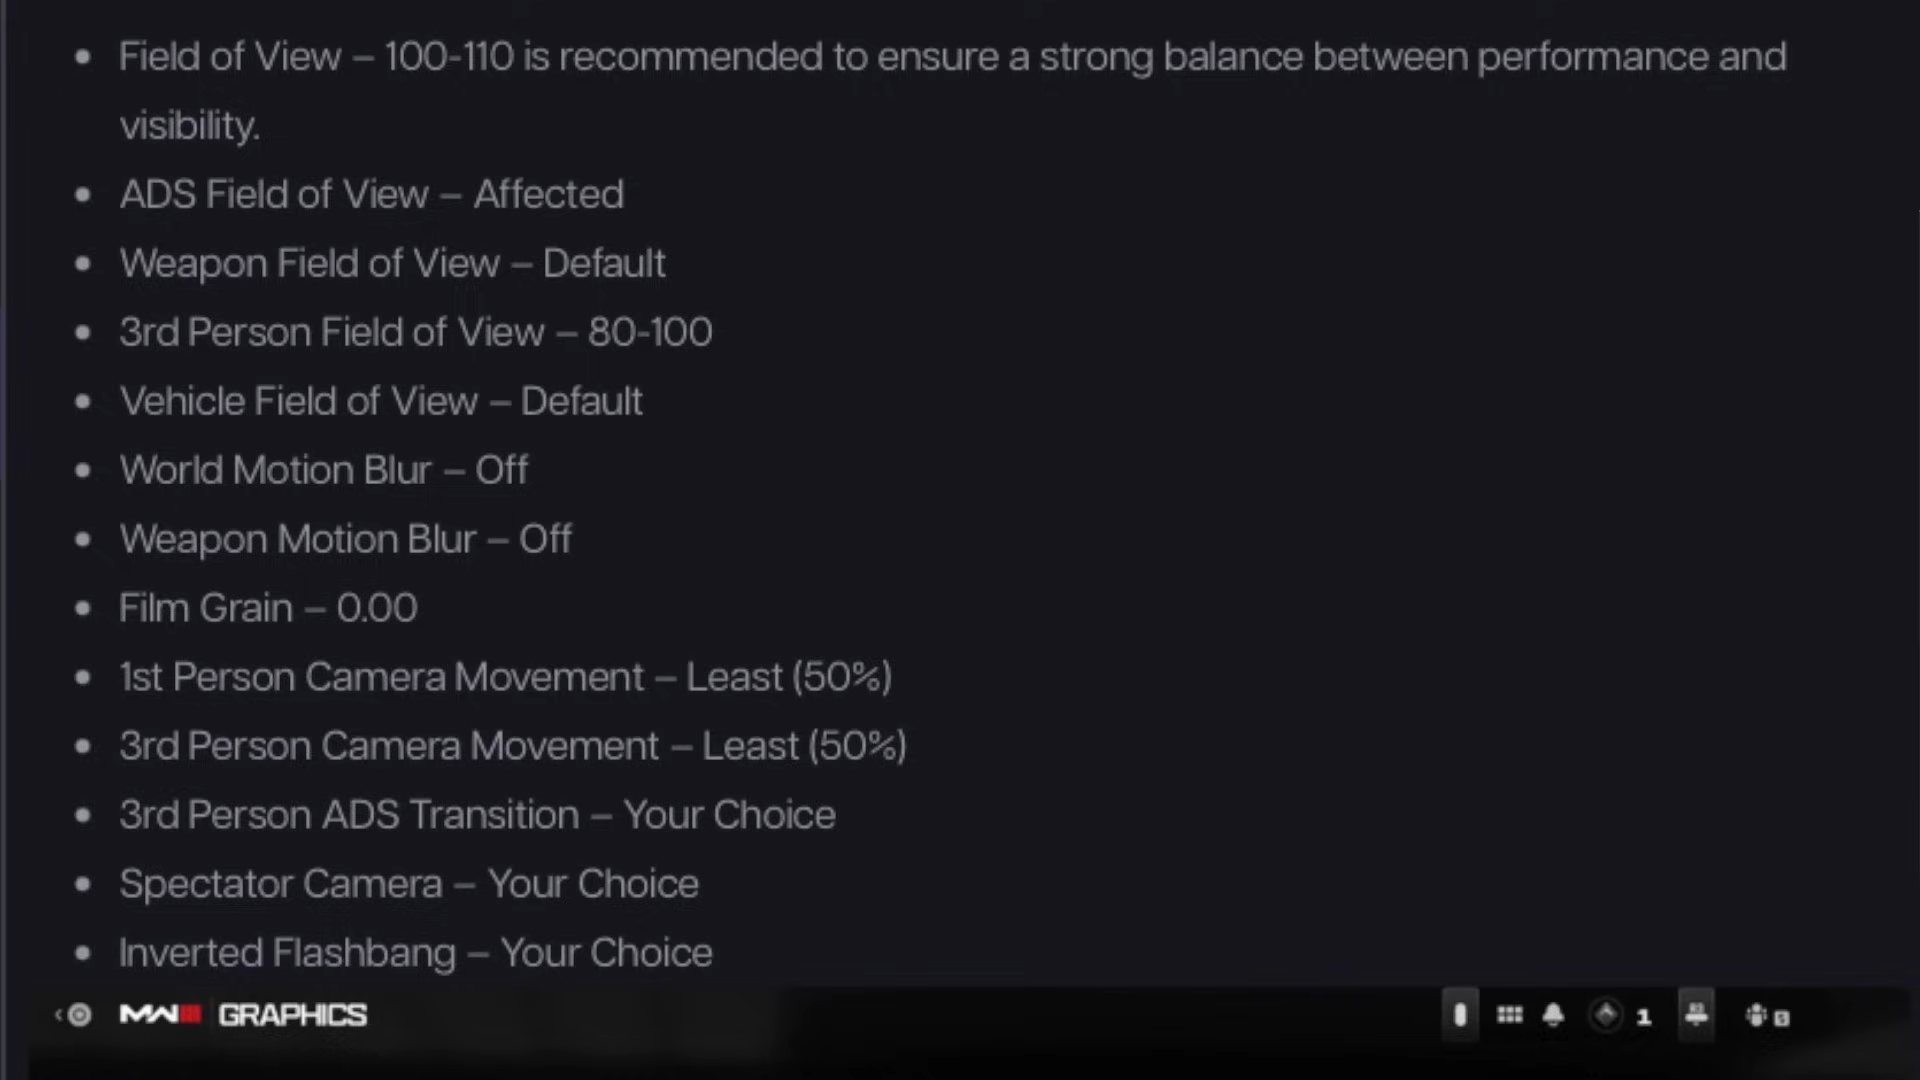 • Field of View – 100-110 is recommended to ensure a strong balance between performance and
visibility.
• ADS Field of View – Affected
• Weapon Field of View – Default
• 3rd Person Field of View – 80-100
• Vehicle Field of View – Default
• World Motion Blur – Off
• Weapon Motion Blur – Off
• Film Grain – 0.00
• 1st Person Camera Movement – Least (50%)
• 3rd Person Camera Movement – Least (50%)
• 3rd Person ADS Transition – Your Choice
• Spectator Camera – Your Choice
• Inverted Flashbang – Your Choice
MWIII GRAPHICS 1